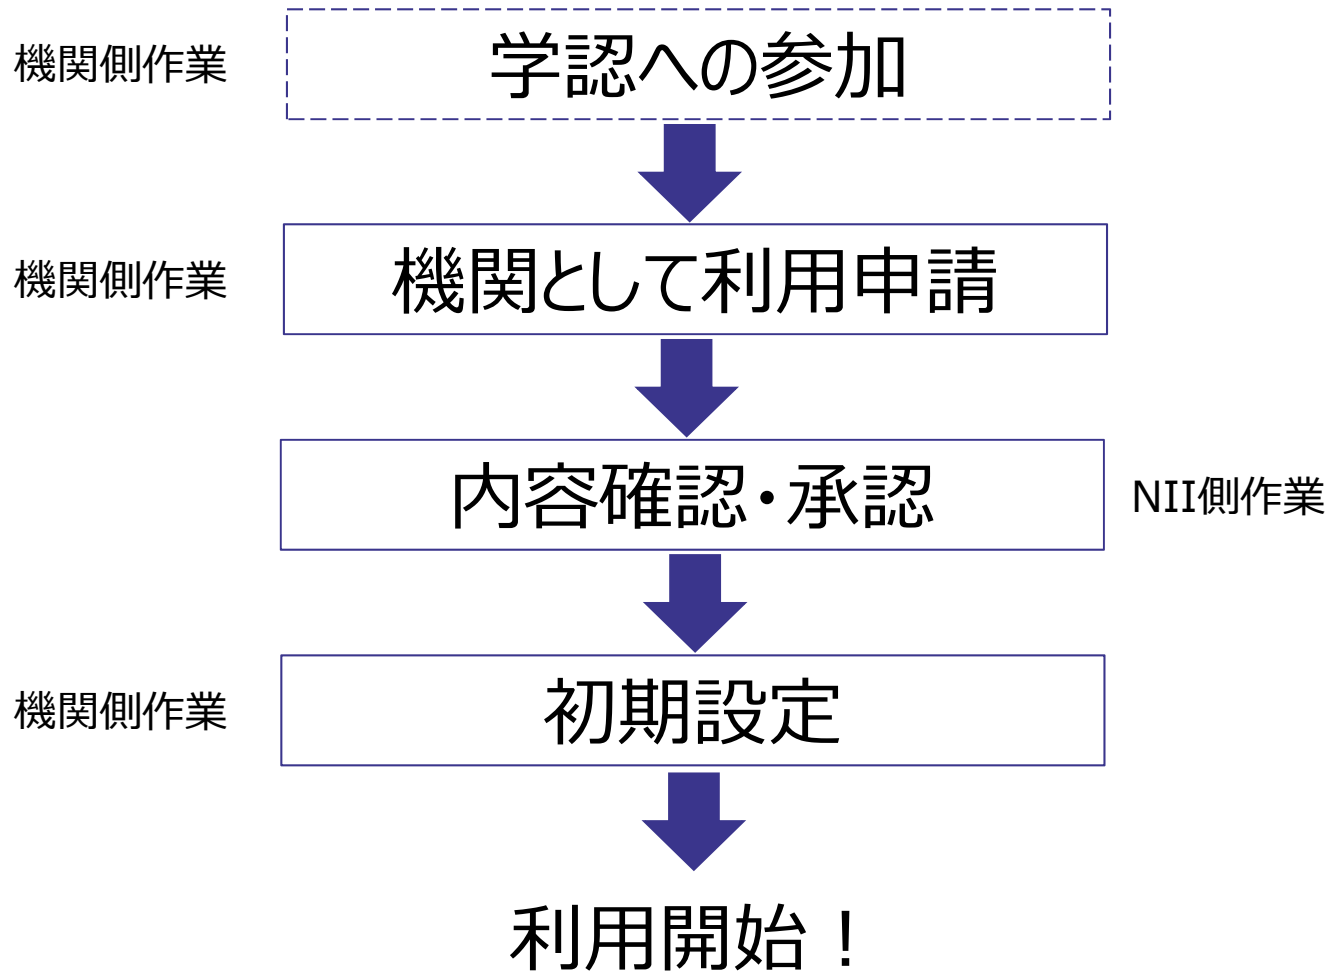 機関側作業
学認への参加
機関側作業
機関として利用申請
内容確認・承認
NII側作業
機関側作業
初期設定
利用開始！